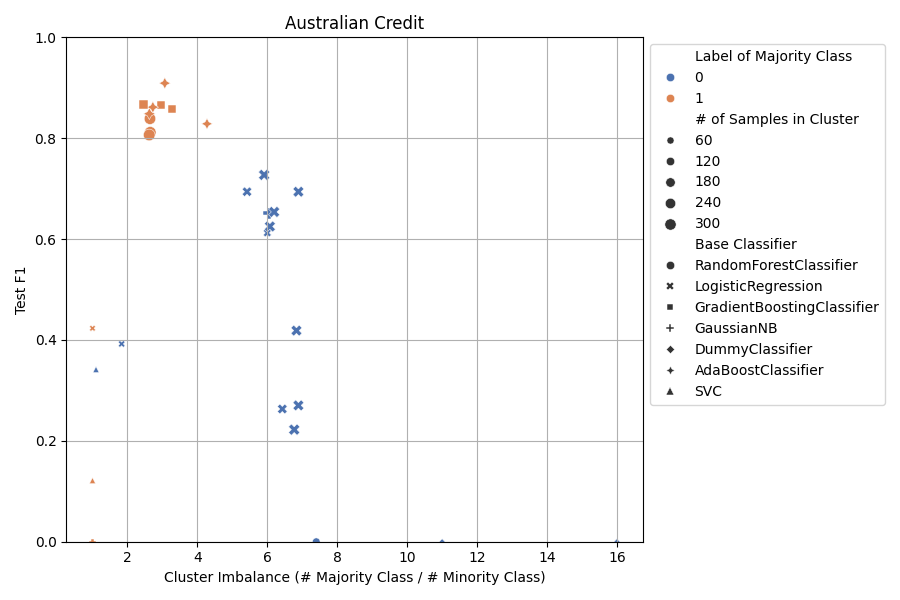 Australian Credit
Test F1
1.0
0.8
0.6
0.4
0.2
0.0
2
4
6
8
10
12
14
16
Cluster Imbalance (# Majority Class / # Minority Class)
Label of Majority Class
0
1
# of Samples in Cluster
60
120
180
240
300
Base Classifier
RandomForestClassifier
LogisticRegression
GradientBoostingClassifier
GaussianNB
DummyClassifier
AdaBoostClassifier
SVC